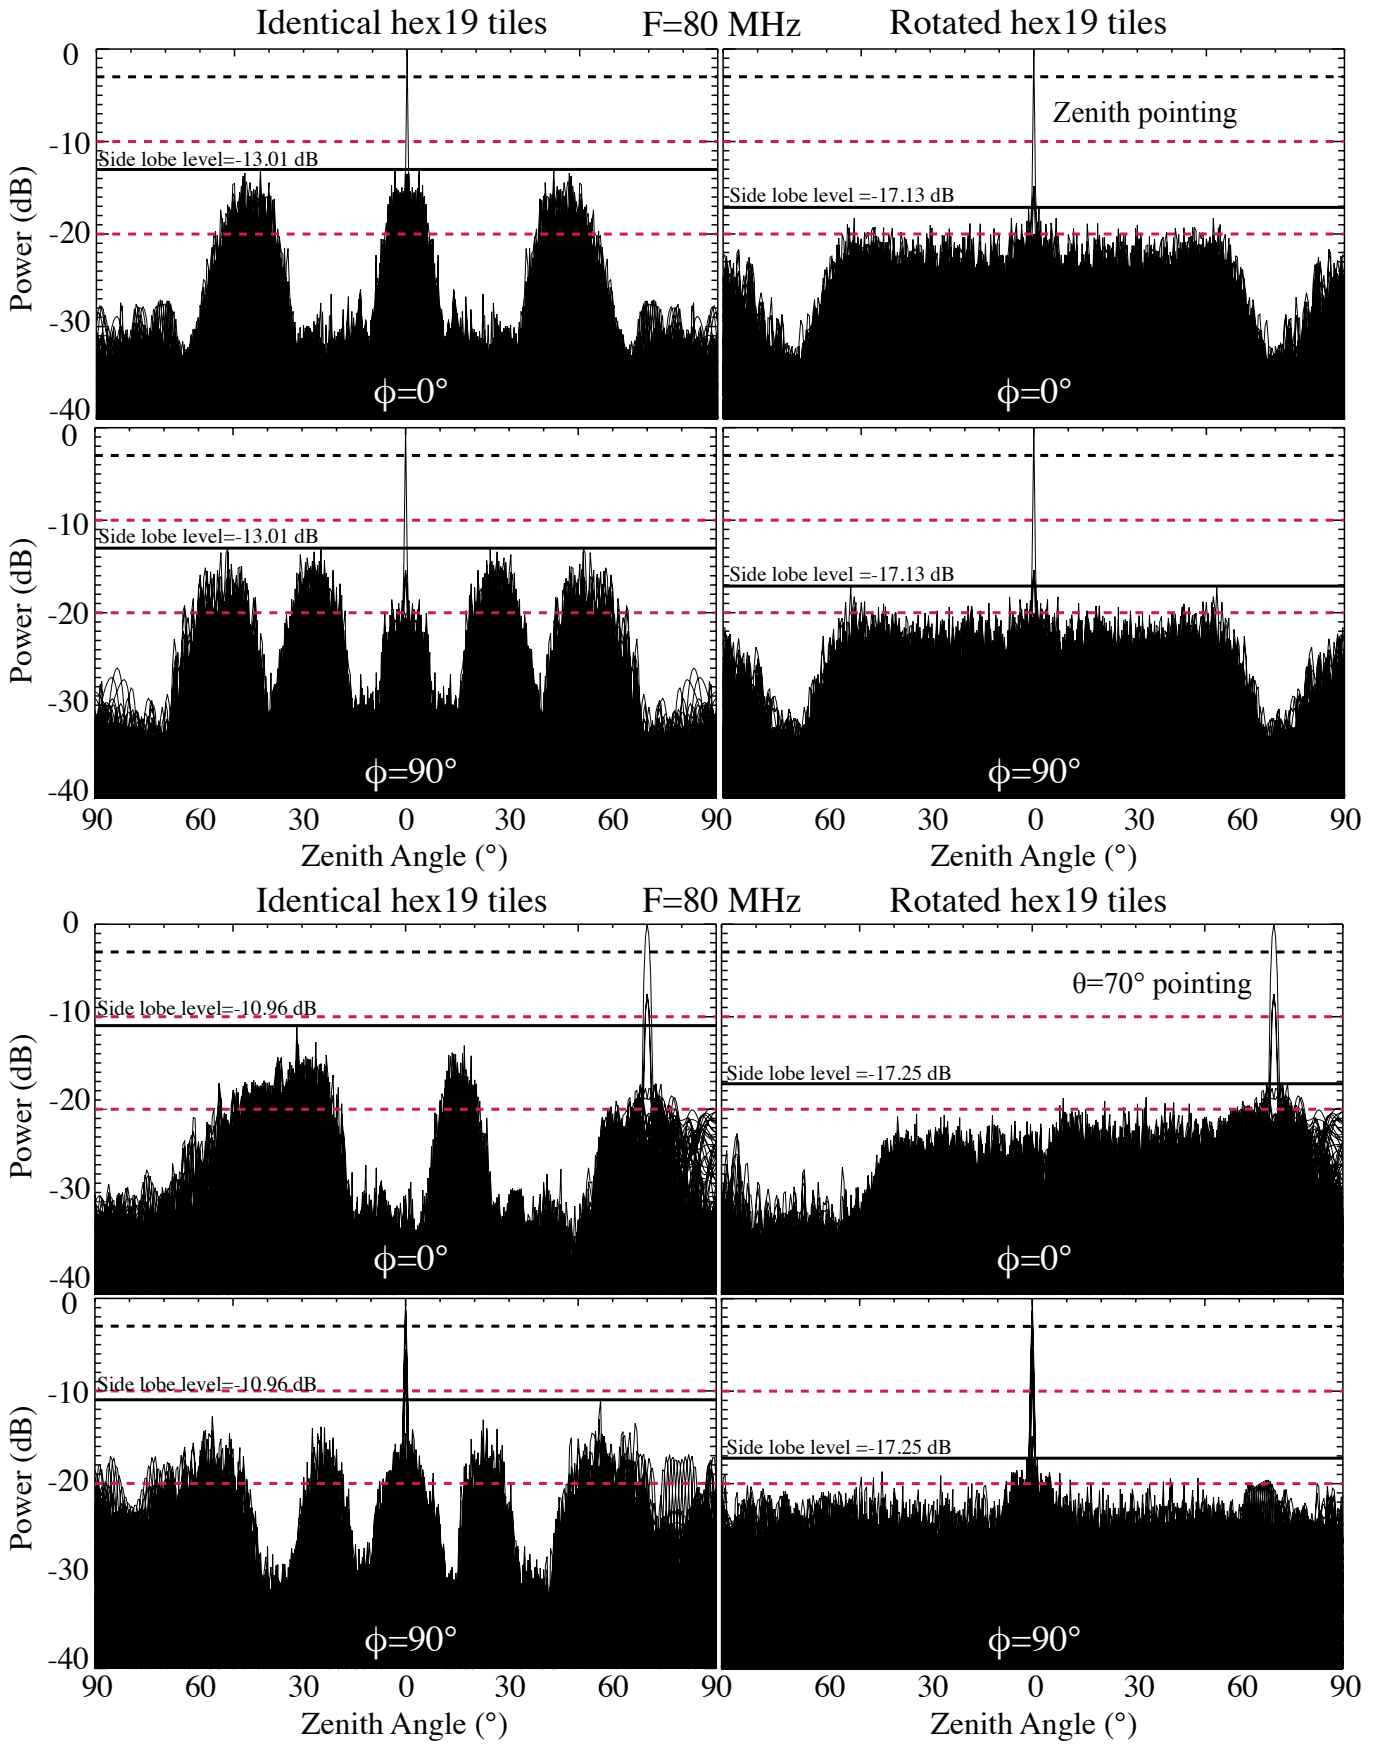 Identical hex19 tiles F=80 MHz Rotated hex19 tiles
0
-10
-20
-30
-40
Power (dB)
Side lobe level=-13.01 dB
ϕ=0°
Zenith pointing
Side lobe level =-17.13 dB
ϕ=0°
0
-10
-20
-30
-40
Power (dB)
Side lobe level=-13.01 dB
ϕ=90°
Side lobe level =-17.13 dB
ϕ=90°
90 60 30 0 30 60 90 60 30 0 30 60 90
Zenith Angle (°) Zenith Angle (°)
Identical hex19 tiles F=80 MHz Rotated hex19 tiles
0
-10
-20
-30
-40
Power (dB)
Side lobe level=-10.96 dB
ϕ=0°
θ=70° pointing
Side lobe level =-17.25 dB
ϕ=0°
0
-10
-20
-30
-40
Power (dB)
Side lobe level=-10.96 dB
ϕ=90°
Side lobe level =-17.25 dB
ϕ=90°
90 60 30 0 30 60 90 60 30 0 30 60 90
Zenith Angle (°) Zenith Angle (°)